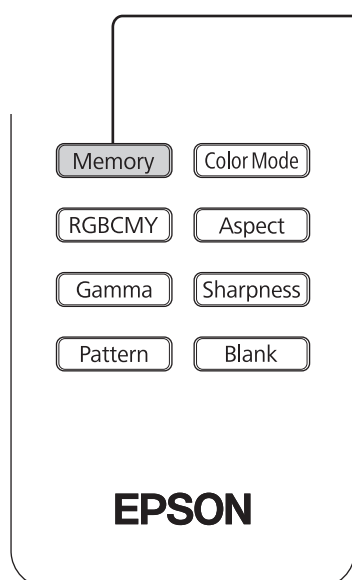 Memory Color Mode
RGBCMY Aspect
Gamma Sharpness
Pattern Blank
EPSON